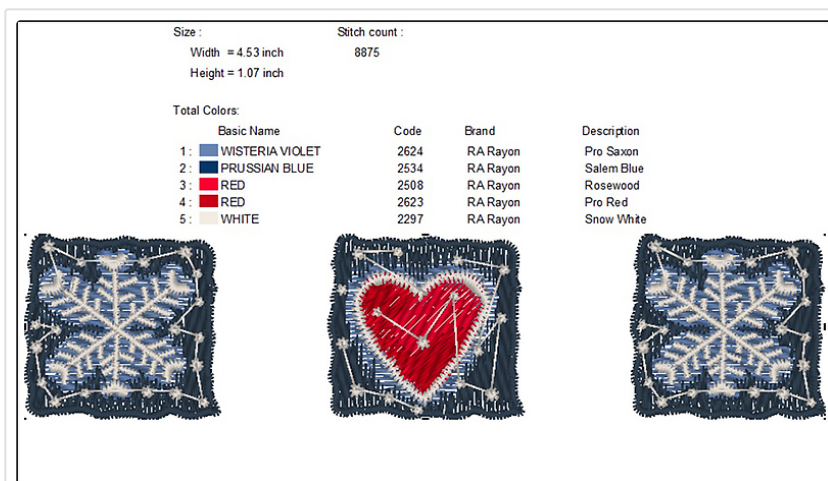 Size : Stitch count :
Width = 4.53 inch 8875
Height = 1.07 inch
Total Colors:
Basic Name Code Brand Description
1 : WISTERIA VIOLET 2624 RA Rayon Pro Saxon
2 : PRUSSIAN BLUE 2534 RA Rayon Salem Blue
3 : RED 2508 RA Rayon Rosewood
4 : RED 2623 RA Rayon Pro Red
5 : WHITE 2297 RA Rayon Snow White